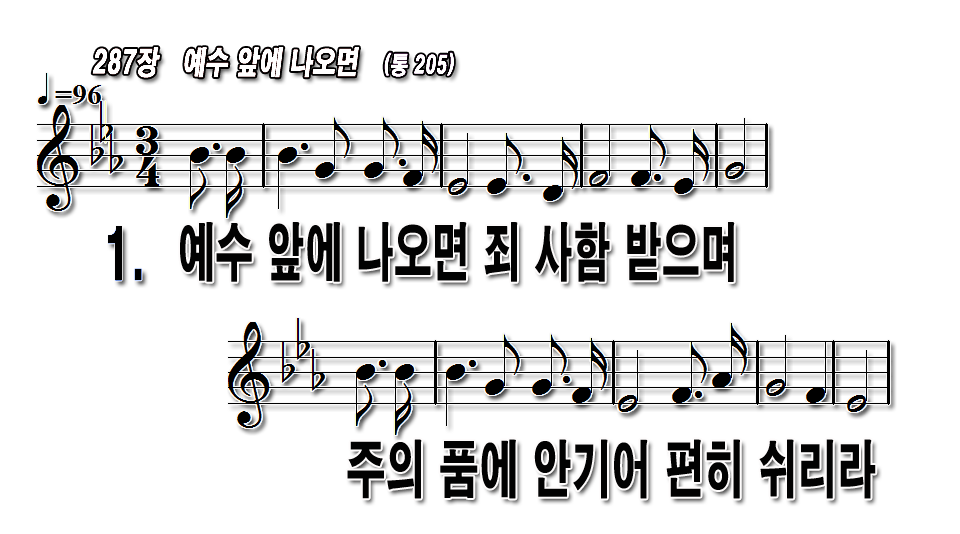 287장 예수 앞에 나오면 (통 205)
♩=96
3/4
1. 예수 앞에 나오면 죄 사함 받으며
주의 품에 안기어 편히 쉬리라